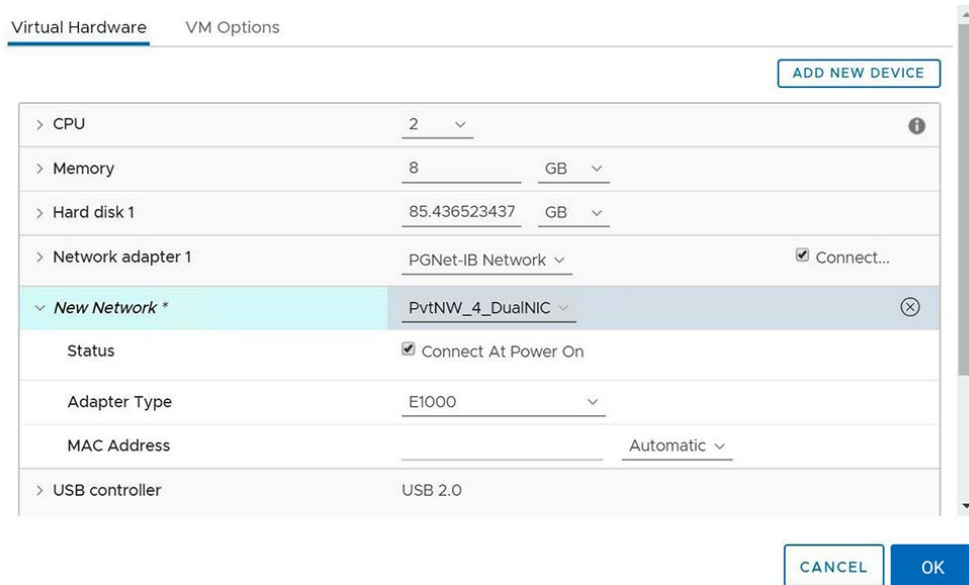 Virtual Hardware VM Options
ADD NEW DEVICE
CPU 2
Memory 8 GB
Hard disk 1 85.436523437 GB
Network adapter 1 PGNet-IB Network Connect...
New Network * PvtNW_4_DualNIC
Status Connect At Power On
Adapter Type E1000
MAC Address Automatic
USB controller USB 2.0
CANCEL OK